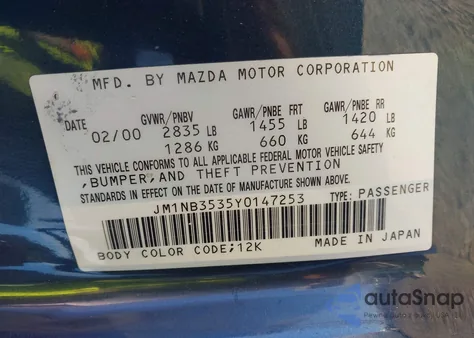 MFD. BY MAZDA MOTOR CORPORATION
DATE GVWR/PNBV GAWR/PNBE FRT GAWR/PNBE RR
02/00 2835 LB 1455 LB 1420 LB
1286 KG 660 KG 644 KG
THIS VEHICLE CONFORMS TO ALL APPLICABLE FEDERAL MOTOR VEHICLE SAFETY
,BUMPER,AND THEFT PREVENTION
STANDARDS IN EFFECT ON THE DATE OF MANUFACTURE SHOWN ABOVE.
JM1NB3535Y0147253 TYPE: PASSENGER
BODY COLOR CODE;12K MADE IN JAPAN
autoSnap